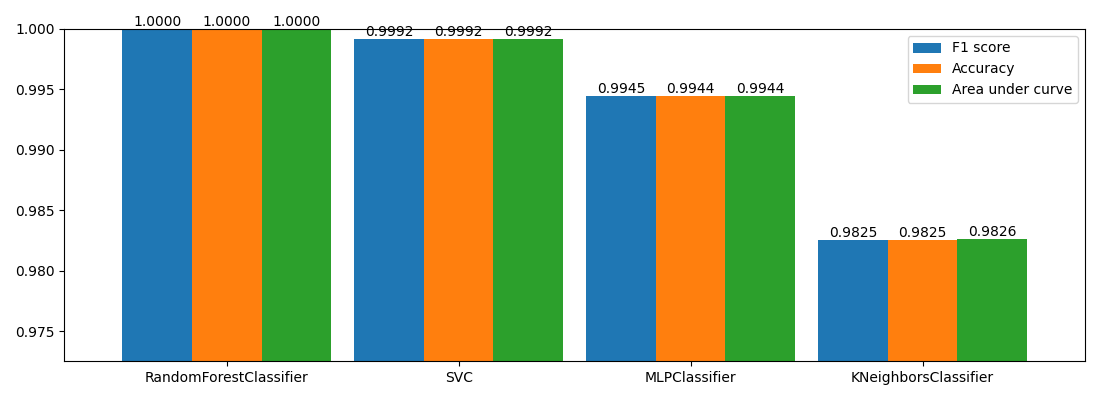 1.0000 1.0000 1.0000
0.9992 0.9992 0.9992
0.9945 0.9944 0.9944
0.9825 0.9825 0.9826
1.000
0.995
0.990
0.985
0.980
0.975
F1 score
Accuracy
Area under curve
RandomForestClassifier SVC MLPClassifier KNeighborsClassifier